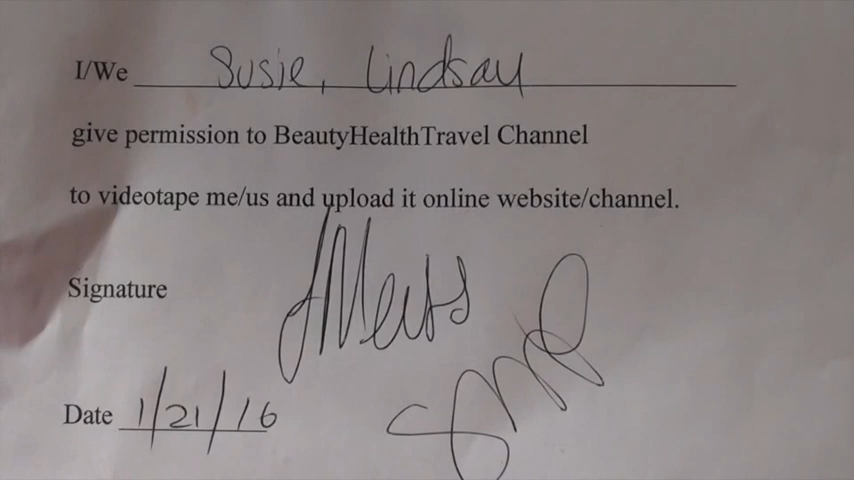 I/We Susie, Lindsay
give permission to BeautyHealthTravel Channel
to videotape me/us and upload it online website/channel.
Signature
Date 1/21/16